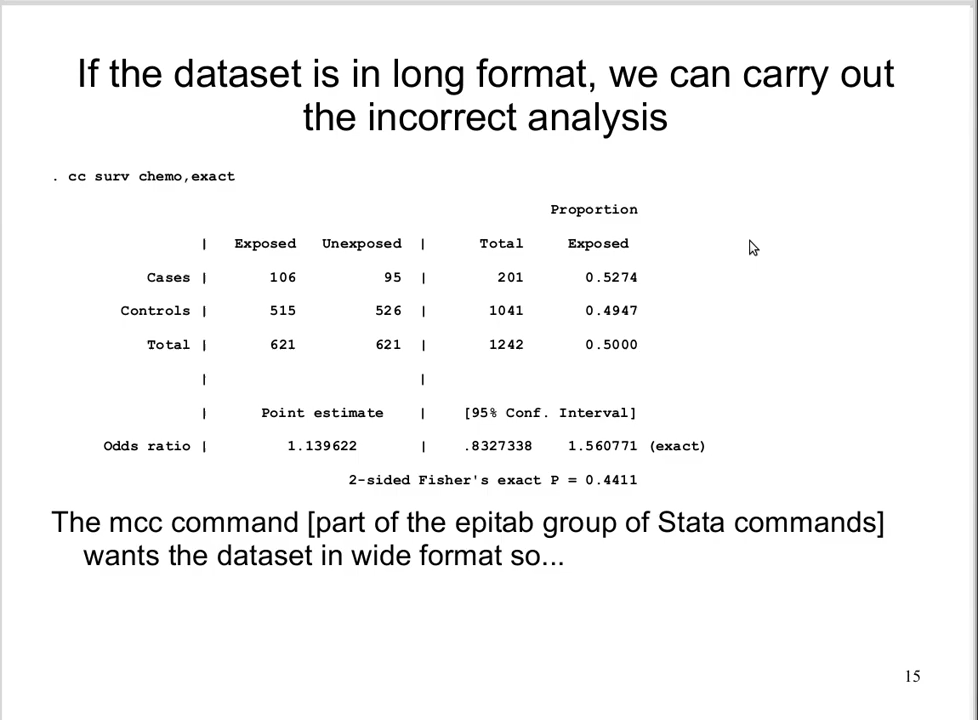 If the dataset is in long format, we can carry out
the incorrect analysis
. cc surv chemo,exact
Proportion
| Exposed Unexposed | Total Exposed
Cases | 106 95 | 201 0.5274
Controls | 515 526 | 1041 0.4947
Total | 621 621 | 1242 0.5000
| |
| Point estimate | [95% Conf. Interval]
Odds ratio | 1.139622 | .8327338 1.560771 (exact)
2-sided Fisher's exact P = 0.4411
The mcc command [part of the epitab group of Stata commands]
wants the dataset in wide format so...
15